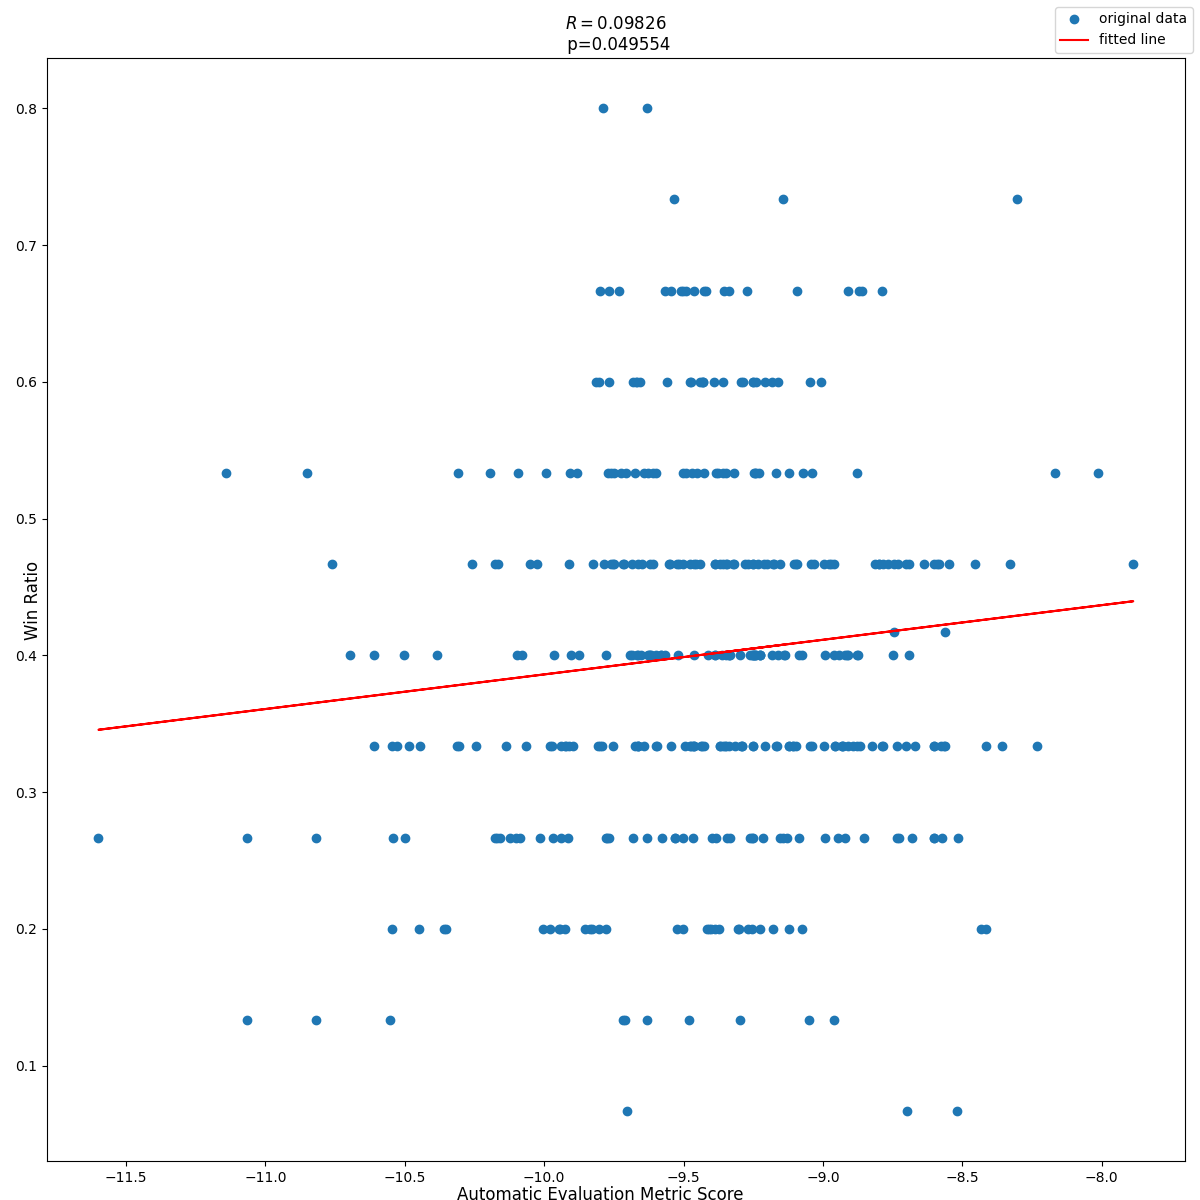 R = 0.09826
p=0.049554
original data
fitted line
Win Ratio
0.8
0.7
0.6
0.5
0.4
0.3
0.2
0.1
−11.5 −11.0 −10.5 −10.0 −9.5 −9.0 −8.5 −8.0
Automatic Evaluation Metric Score